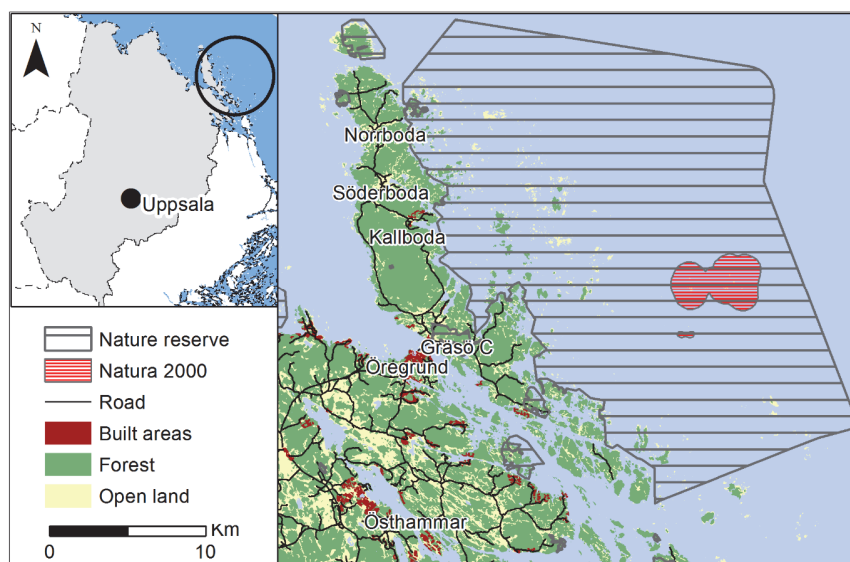 N
Uppsala
Nature reserve
Natura 2000
Road
Built areas
Forest
Open land
Km
0 10
Norrboda
Söderboda
Kallboda
Gräsö C
Öregrund
Östhammar